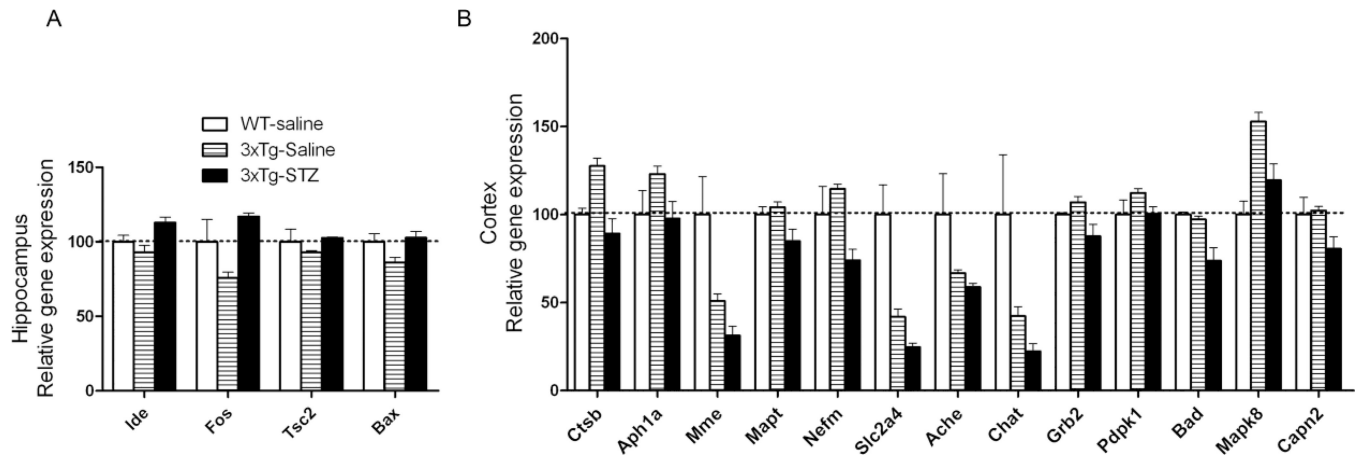 A
Hippocampus
Relative gene expression
150
100
50
0
WT-saline
3xTg-Saline
3xTg-STZ
Ide
Fos
Tsc2
Bax
B
Cortex
Relative gene expression
200
150
100
50
0
Ctsb
Aph1a
Mme
Mapt
Nefm
Slc2a4
Ache
Chat
Grb2
Pdpk1
Bad
Mapk8
Capn2